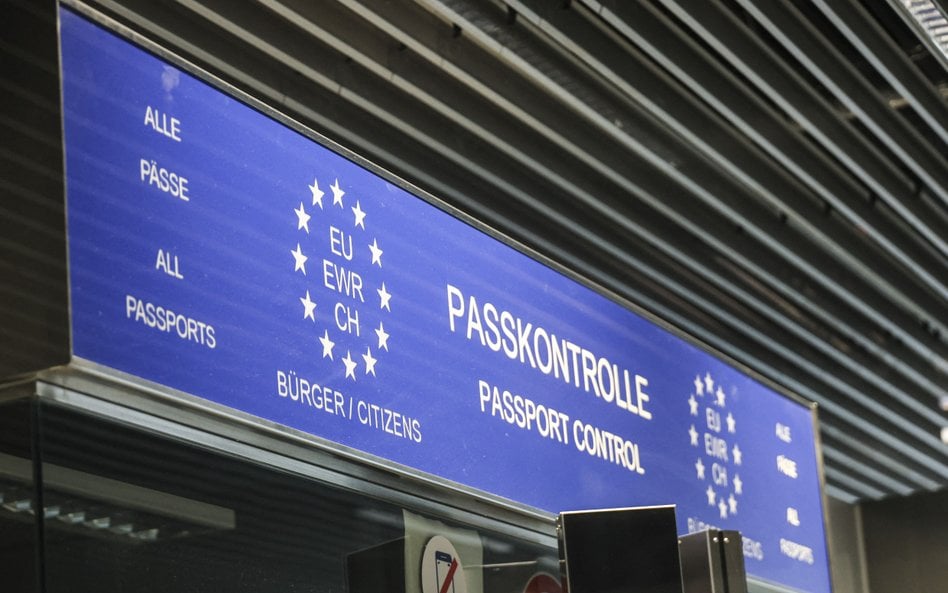 ALLE
PÄSSE
ALL
PASSPORTS
EU
EWR
CH
BÜRGER / CITIZENS
PASSKONTROLLE
PASSPORT CONTROL
EU
EWR
CH
ALLE
PÄSSE
ALL
PASSPORTS